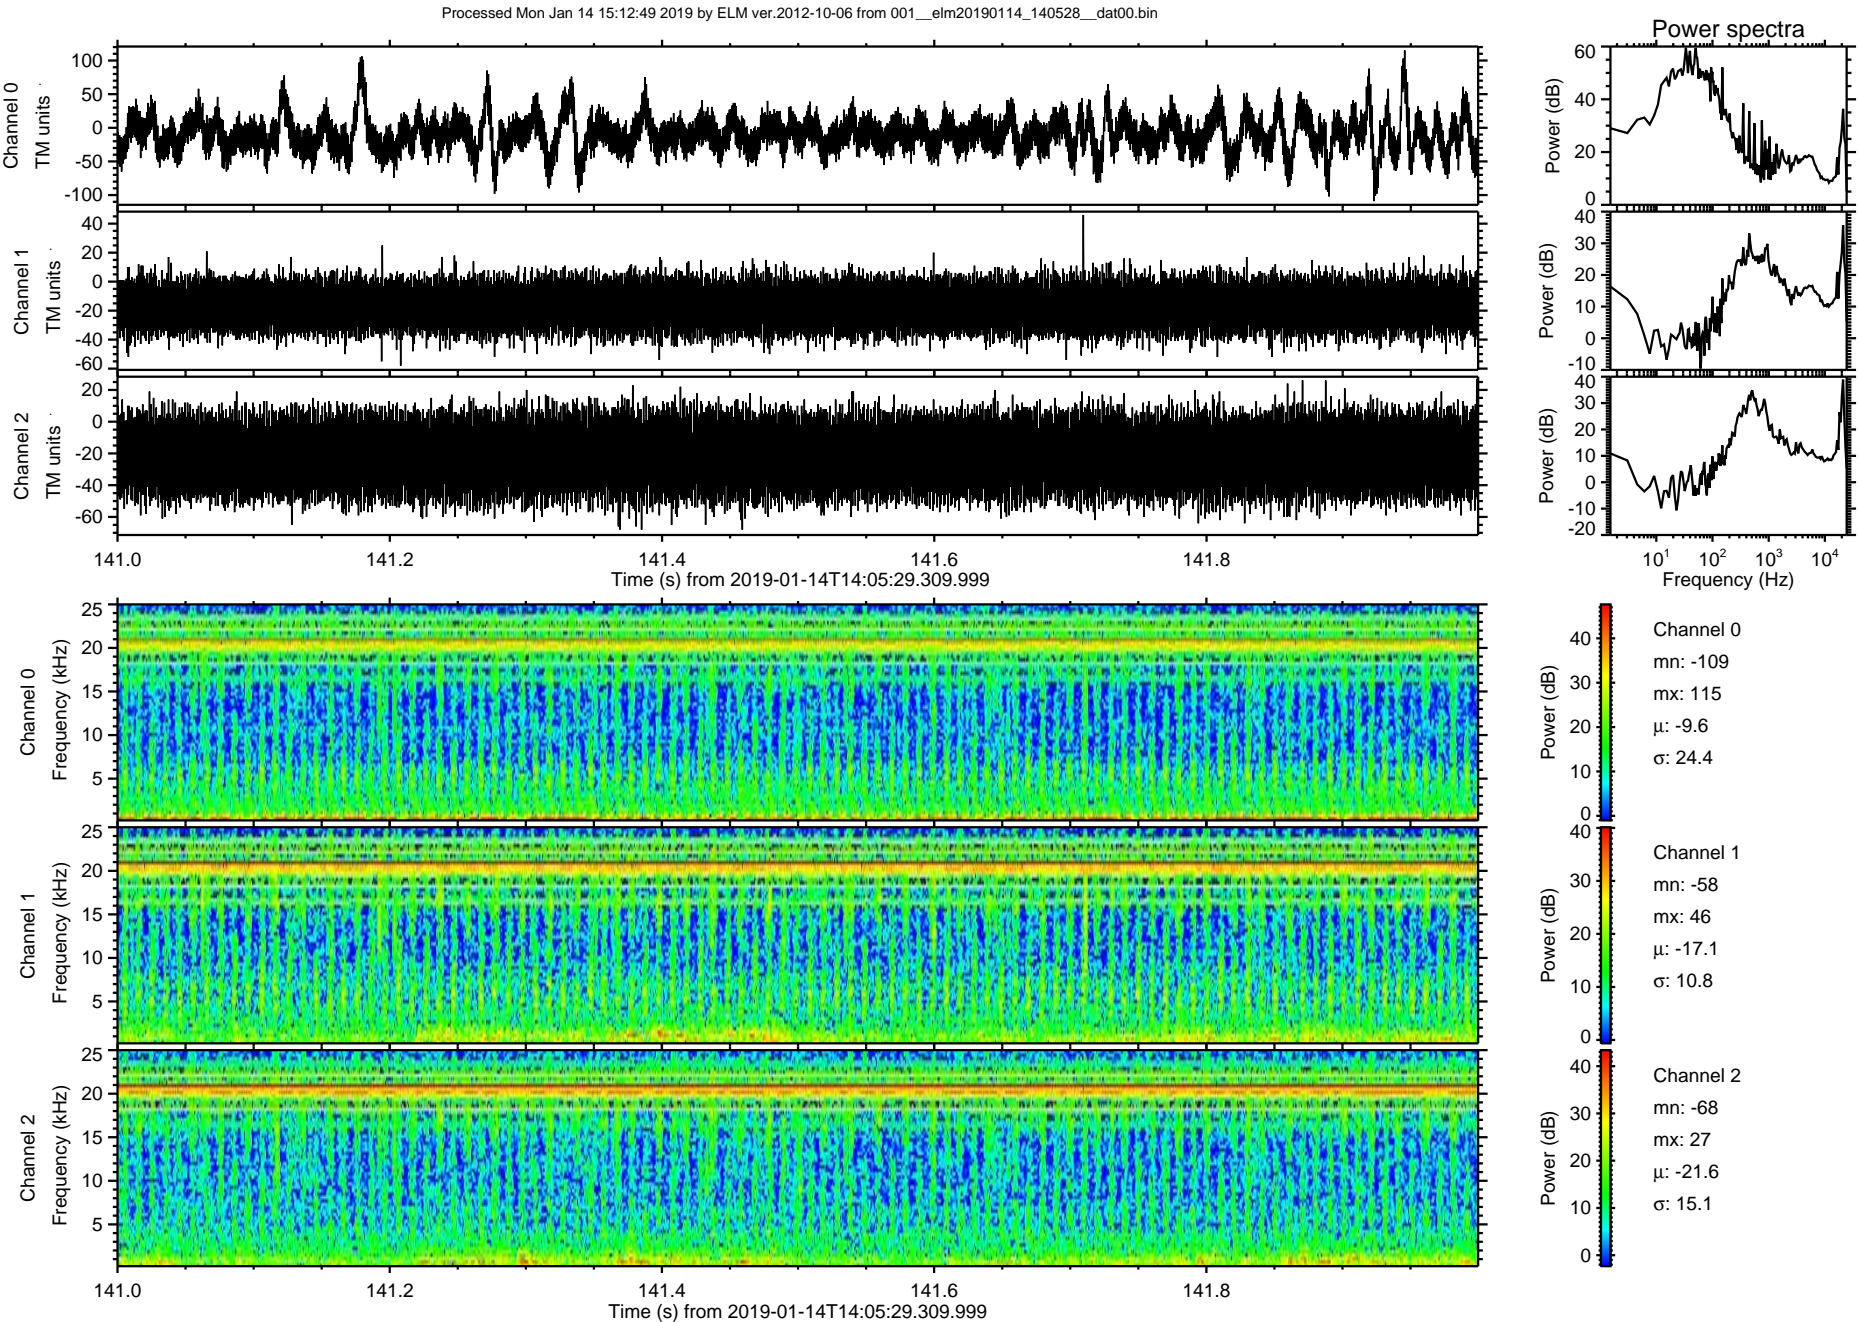 Processed Mon Jan 14 15:12:49 2019 by ELM ver.2012-10-06 from 001__elm20190114_140528__dat00.bin
Power spectra
Channel 0
TM units
100
50
0
-50
-100
Power (dB)
60
40
20
0
Channel 1
TM units
40
20
0
-20
-40
-60
Power (dB)
40
30
20
10
0
-10
Channel 2
TM units
20
0
-20
-40
-60
Power (dB)
40
30
20
10
0
-10
-20
141.0 141.2 141.4 141.6 141.8
Time (s) from 2019-01-14T14:05:29.309.999
10¹ 10² 10³ 10⁴
Frequency (Hz)
Channel 0
Frequency (kHz)
25
20
15
10
5
Power (dB)
40
30
20
10
0
Channel 0
mn: -109
mx: 115
µ: -9.6
σ: 24.4
Channel 1
Frequency (kHz)
25
20
15
10
5
Power (dB)
40
30
20
10
0
Channel 1
mn: -58
mx: 46
µ: -17.1
σ: 10.8
Channel 2
Frequency (kHz)
25
20
15
10
5
Power (dB)
40
30
20
10
0
Channel 2
mn: -68
mx: 27
µ: -21.6
σ: 15.1
141.0 141.2 141.4 141.6 141.8
Time (s) from 2019-01-14T14:05:29.309.999